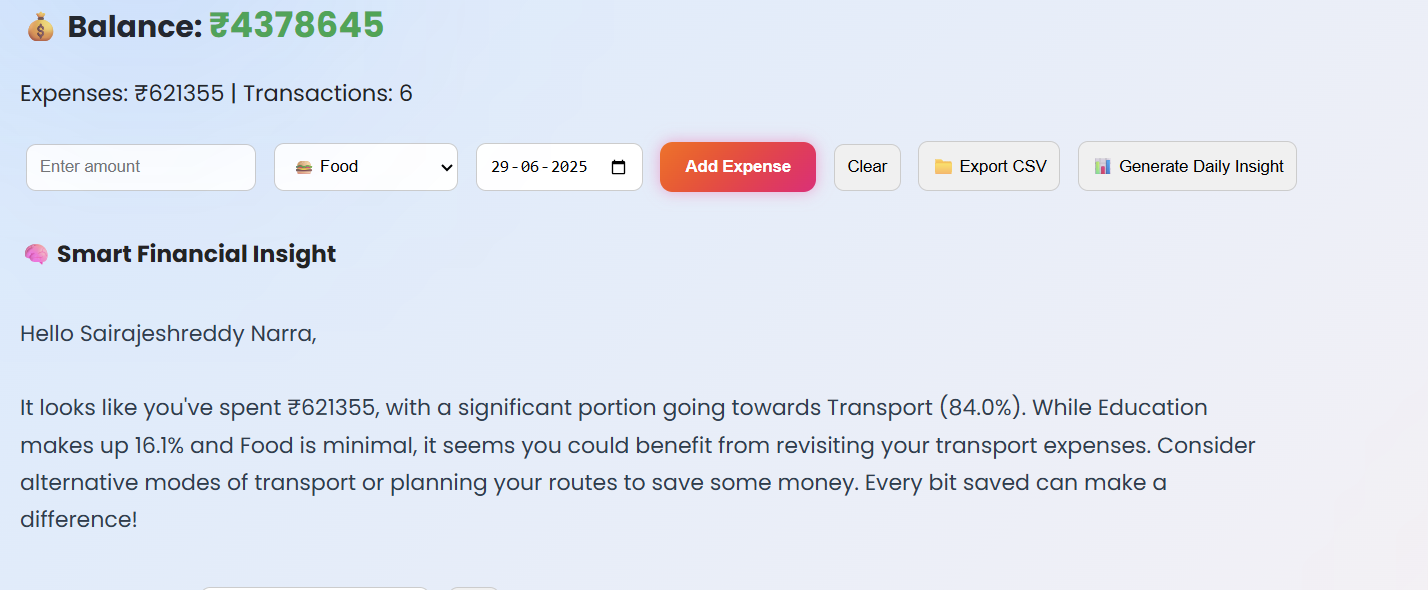 Balance: ₹4378645
Expenses: ₹621355 | Transactions: 6
Enter amount
Food
29-06-2025
Add Expense
Clear
Export CSV
Generate Daily Insight
Smart Financial Insight
Hello Sairajeshreddy Narra,
It looks like you've spent ₹621355, with a significant portion going towards Transport (84.0%). While Education
makes up 16.1% and Food is minimal, it seems you could benefit from revisiting your transport expenses. Consider
alternative modes of transport or planning your routes to save some money. Every bit saved can make a
difference!